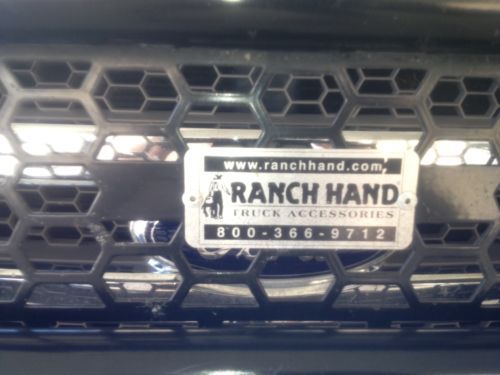 www.ranchhand.com
RANCH HAND
TRUCK ACCESSORIES
800-366-9712